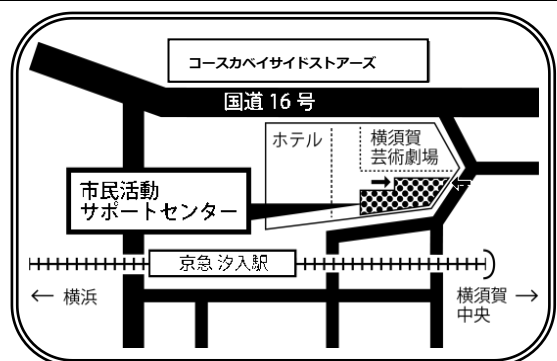 コースカベイサイドストアーズ
国道 16 号
ホテル
横須賀
芸術劇場
市民活動
サポートセンター
京急 汐入駅
← 横浜
横須賀 →
中央